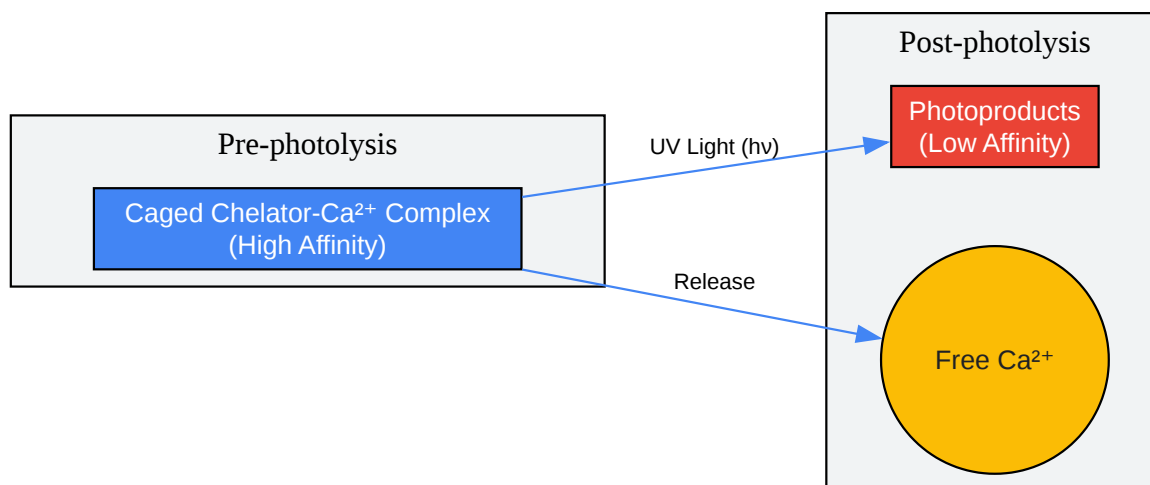 Pre-photolysis
Caged Chelator-Ca²⁺ Complex
(High Affinity)
UV Light (hν)
Release
Post-photolysis
Photoproducts
(Low Affinity)
Free Ca²⁺